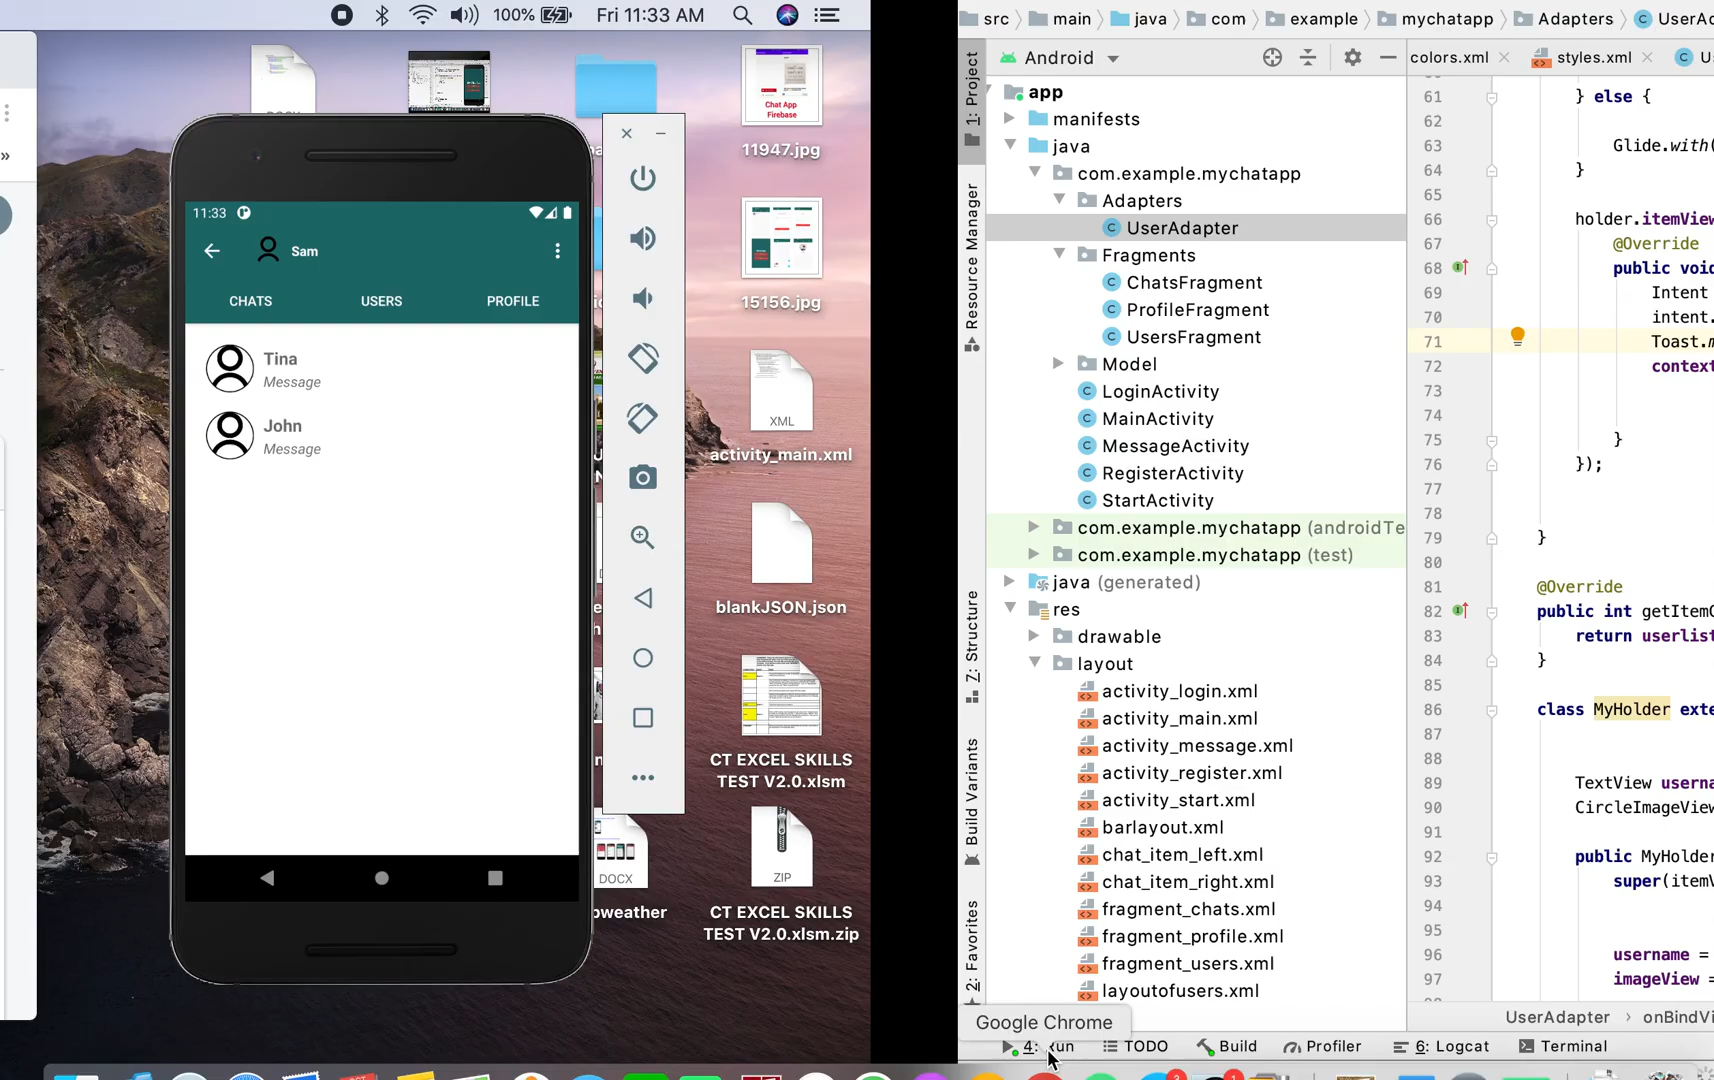 100%
Fri 11:33 AM
DOCX
Chat App
Firebase
11947.jpg
15156.jpg
XML
activity_main.xml
blankJSON.json
CT EXCEL SKILLS
TEST V2.0.xlsm
DOCX
ZIP
CT EXCEL SKILLS
TEST V2.0.xlsm.zip
11:33
Sam
CHATS
USERS
PROFILE
Tina
Message
John
Message
src
main
java
com
example
mychatapp
Adapters
Android
colors.xml
styles.xml
1: Project
Resource Manager
7: Structure
Build Variants
2: Favorites
app
manifests
java
com.example.mychatapp
Adapters
UserAdapter
Fragments
ChatsFragment
ProfileFragment
UsersFragment
Model
LoginActivity
MainActivity
MessageActivity
RegisterActivity
StartActivity
com.example.mychatapp (androidTe
com.example.mychatapp (test)
java (generated)
res
drawable
layout
activity_login.xml
activity_main.xml
activity_message.xml
activity_register.xml
activity_start.xml
barlayout.xml
chat_item_left.xml
chat_item_right.xml
fragment_chats.xml
fragment_profile.xml
fragment_users.xml
layoutofusers.xml
61 } else {
62
63 Glide.with(
64 }
65
66 holder.itemView
67 @Override
68 public void
69 Intent
70 intent.
71 Toast.m
72 context
73
74
75 }
76 });
77
78
79 }
80
81 @Override
82 public int getItemC
83 return userlist
84 }
85
86 class MyHolder exte
87
88
89 TextView userna
90 CircleImageView
91
92 public MyHolder
93 super(itemV
94
95
96 username =
97 imageView =
UserAdapter
onBindVi
Google Chrome
4: Run
TODO
Build
Profiler
6: Logcat
Terminal